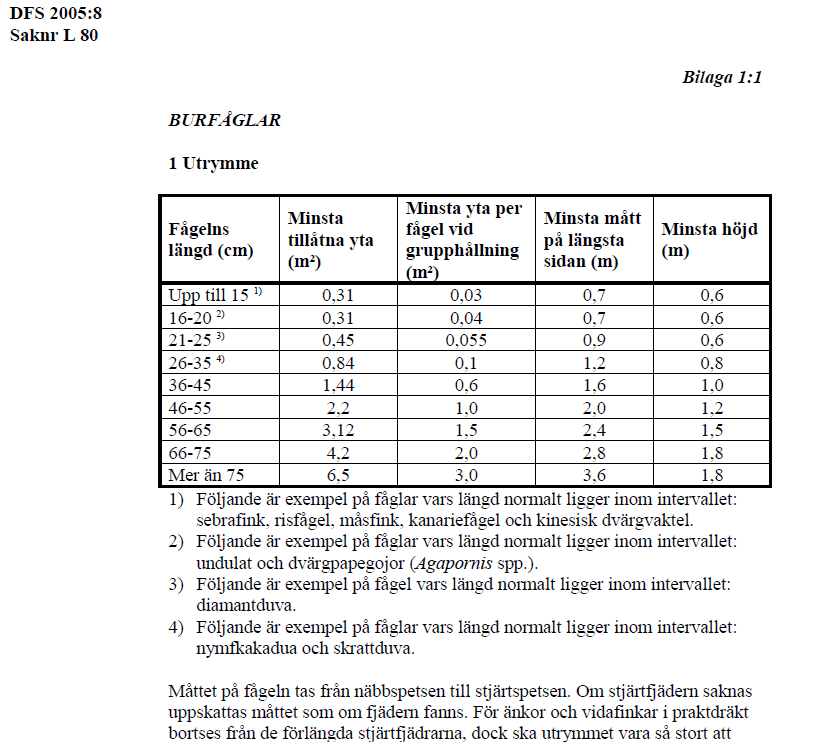 DFS 2005:8
Saknr L 80
Bilaga 1:1
BURFÅGLAR
1 Utrymme
Fågelns längd (cm) Minsta tillåtna yta (m²) Minsta yta per fågel vid grupphållning (m²) Minsta mått på längsta sidan (m) Minsta höjd (m)
Upp till 15 1) 0,31 0,03 0,7 0,6
16-20 2) 0,31 0,04 0,7 0,6
21-25 3) 0,45 0,055 0,9 0,6
26-35 4) 0,84 0,1 1,2 0,8
36-45 1,44 0,6 1,6 1,0
46-55 2,2 1,0 2,0 1,2
56-65 3,12 1,5 2,4 1,5
66-75 4,2 2,0 2,8 1,8
Mer än 75 6,5 3,0 3,6 1,8
1) Följande är exempel på fåglar vars längd normalt ligger inom intervallet:
sebrafink, risfågel, måsfink, kanariefågel och kinesisk dvärgvaktel.
2) Följande är exempel på fåglar vars längd normalt ligger inom intervallet:
undulat och dvärgpapegojor (Agapornis spp.).
3) Följande är exempel på fågel vars längd normalt ligger inom intervallet:
diamantduva.
4) Följande är exempel på fåglar vars längd normalt ligger inom intervallet:
nymfkakadua och skrattduva.
Måttet på fågeln tas från näbbspetsen till stjärtspetsen. Om stjärtfjädern saknas
uppskattas måttet som om fjädern fanns. För änkor och vidafinkar i praktdräkt
bortses från de förlängda stjärtfjädrarna, dock ska utrymmet vara så stort att